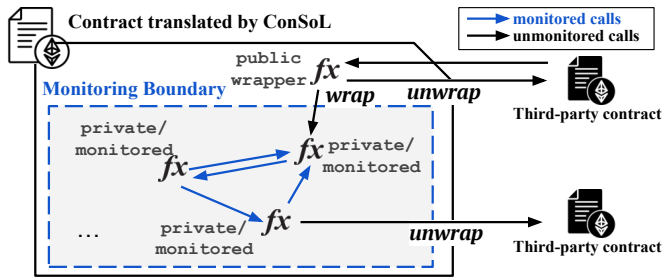 Contract translated by ConSoL
monitored calls
unmonitored calls
public
wrapper
fx
wrap
unwrap
Third-party contract
Monitoring Boundary
private/
monitored
fx
fx
private/
monitored
private/
monitored
fx
...
unwrap
Third-party contract